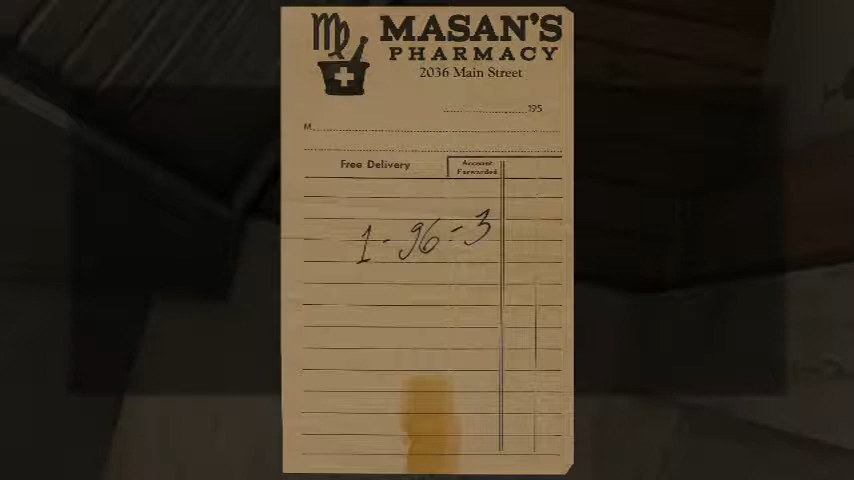 MASAN'S
PHARMACY
2036 Main Street
195
M
Free Delivery
Account
Forwarded
1-96-3